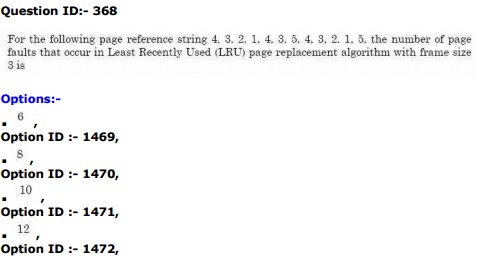 Question ID:- 368
For the following page reference string 4, 3, 2, 1, 4, 3, 5, 4, 3, 2, 1, 5, the number of page
faults that occur in Least Recently Used (LRU) page replacement algorithm with frame size
3 is
Options:-
▪ 6 ,
Option ID :- 1469,
▪ 8 ,
Option ID :- 1470,
▪ 10 ,
Option ID :- 1471,
▪ 12 ,
Option ID :- 1472,